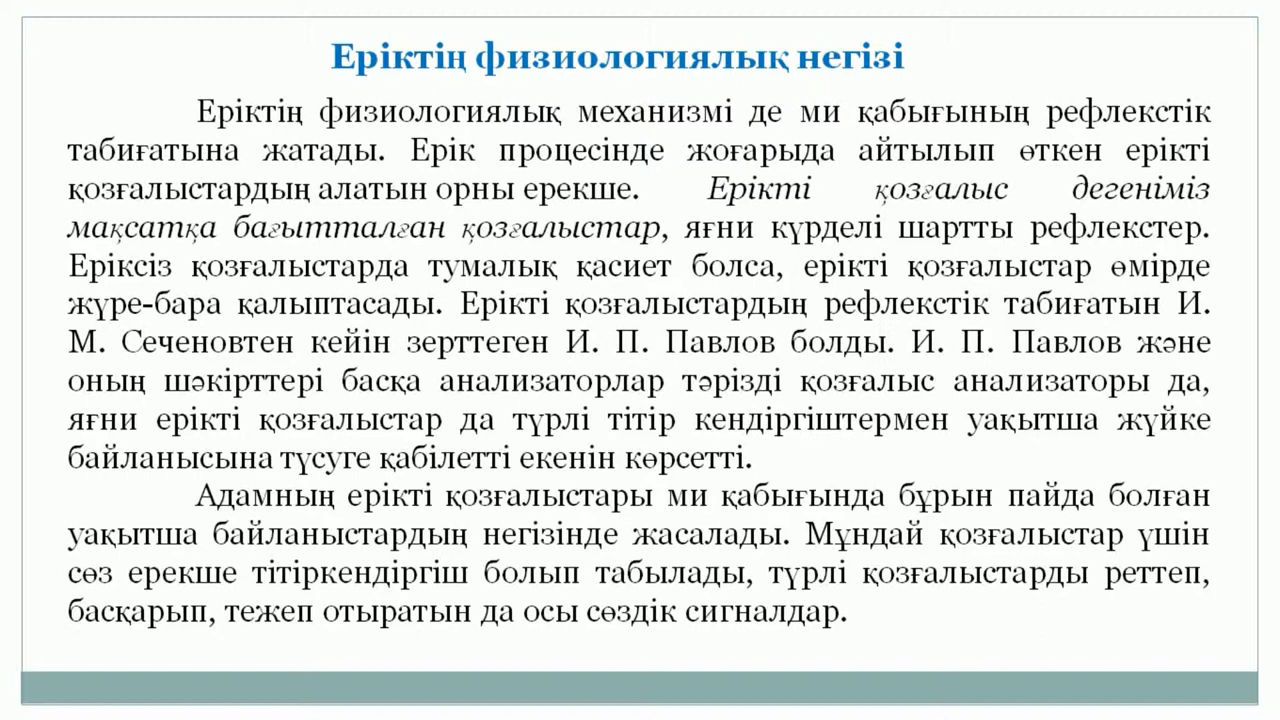 Еріктің физиологиялық негізі
Еріктің физиологиялық механизмі де ми қабығының рефлекстік
табиғатына жатады. Ерік процесінде жоғарыда айтылып өткен ерікті
қозғалыстардың алатын орны ерекше. Ерікті қозғалыс дегеніміз
мақсатқа бағытталған қозғалыстар, яғни күрделі шартты рефлекстер.
Еріксіз қозғалыстарда тумалық қасиет болса, ерікті қозғалыстар өмірде
жүре-бара қалыптасады. Ерікті қозғалыстардың рефлекстік табиғатын И.
М. Сеченовтен кейін зерттеген И. П. Павлов болды. И. П. Павлов және
оның шәкірттері басқа анализаторлар тәрізді қозғалыс анализаторы да,
яғни ерікті қозғалыстар да түрлі тітір кендіргіштермен уақытша жүйке
байланысына түсуге қабілетті екенін көрсетті.
Адамның ерікті қозғалыстары ми қабығында бұрын пайда болған
уақытша байланыстардың негізінде жасалады. Мұндай қозғалыстар үшін
сөз ерекше тітіркендіргіш болып табылады, түрлі қозғалыстарды реттеп,
басқарып, тежеп отыратын да осы сөздік сигналдар.